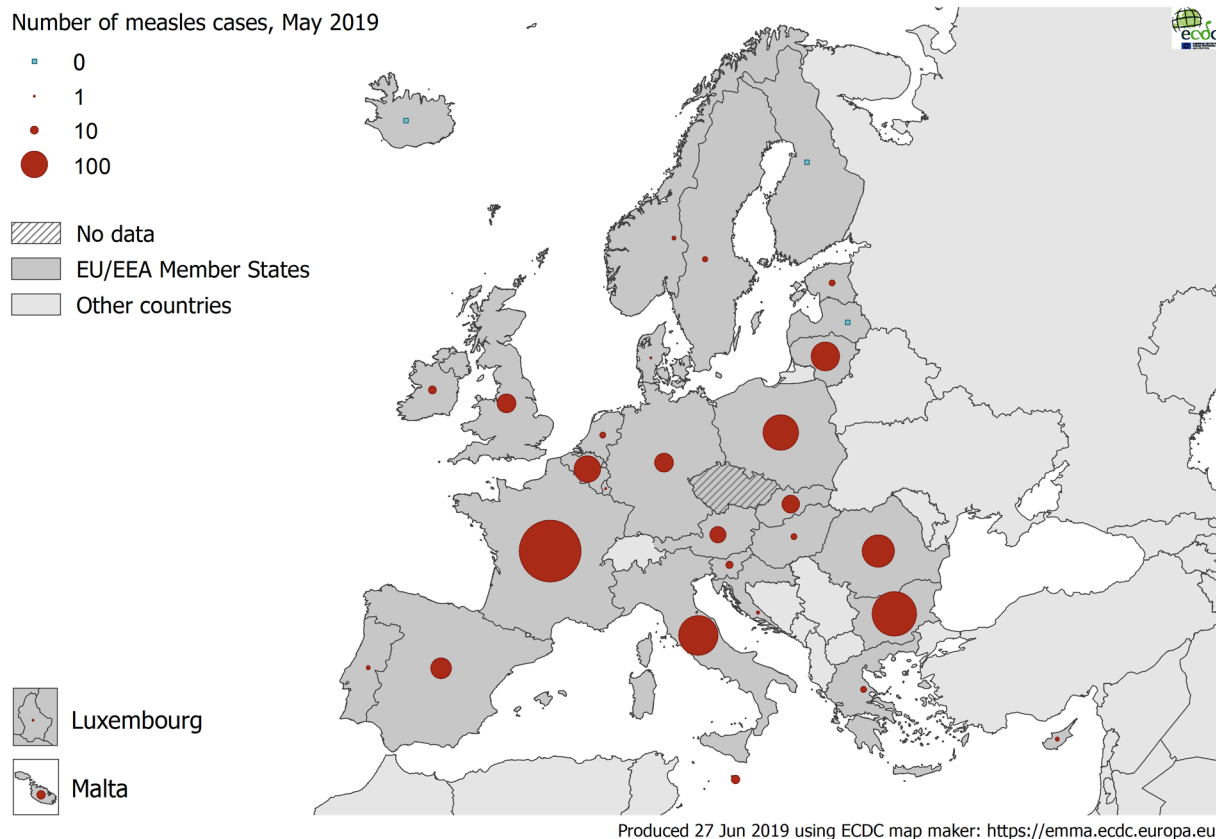 Number of measles cases, May 2019
0
1
10
100
No data
EU/EEA Member States
Other countries
ecdc
Luxembourg
Malta
Produced 27 Jun 2019 using ECDC map maker: https://emma.ecdc.europa.eu